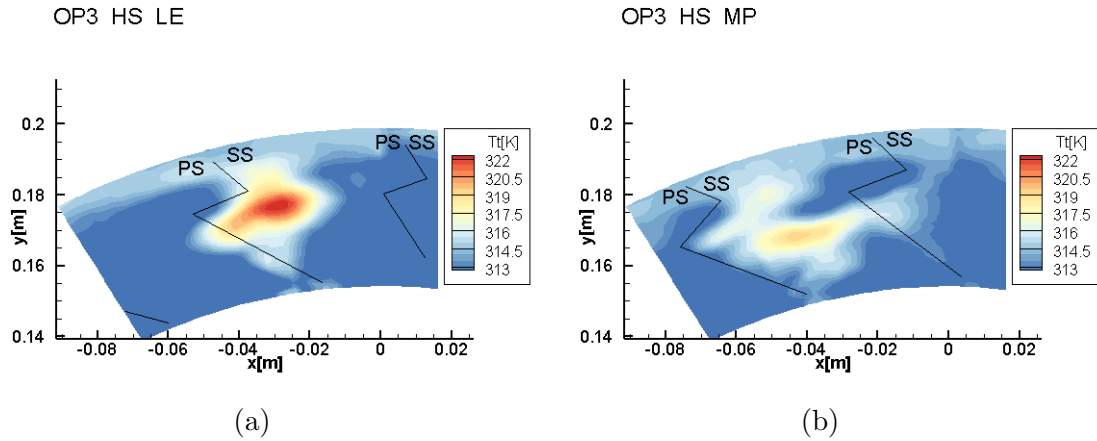 OP3 HS LE
OP3 HS MP
0.2
0.18
0.16
0.14
y[m]
-0.08 -0.06 -0.04 -0.02 0 0.02
x[m]
PS SS
PS SS
Tt[K]
322
320.5
319
317.5
316
314.5
313
(a)
0.2
0.18
0.16
0.14
y[m]
-0.08 -0.06 -0.04 -0.02 0 0.02
x[m]
PS SS
PS SS
Tt[K]
322
320.5
319
317.5
316
314.5
313
(b)